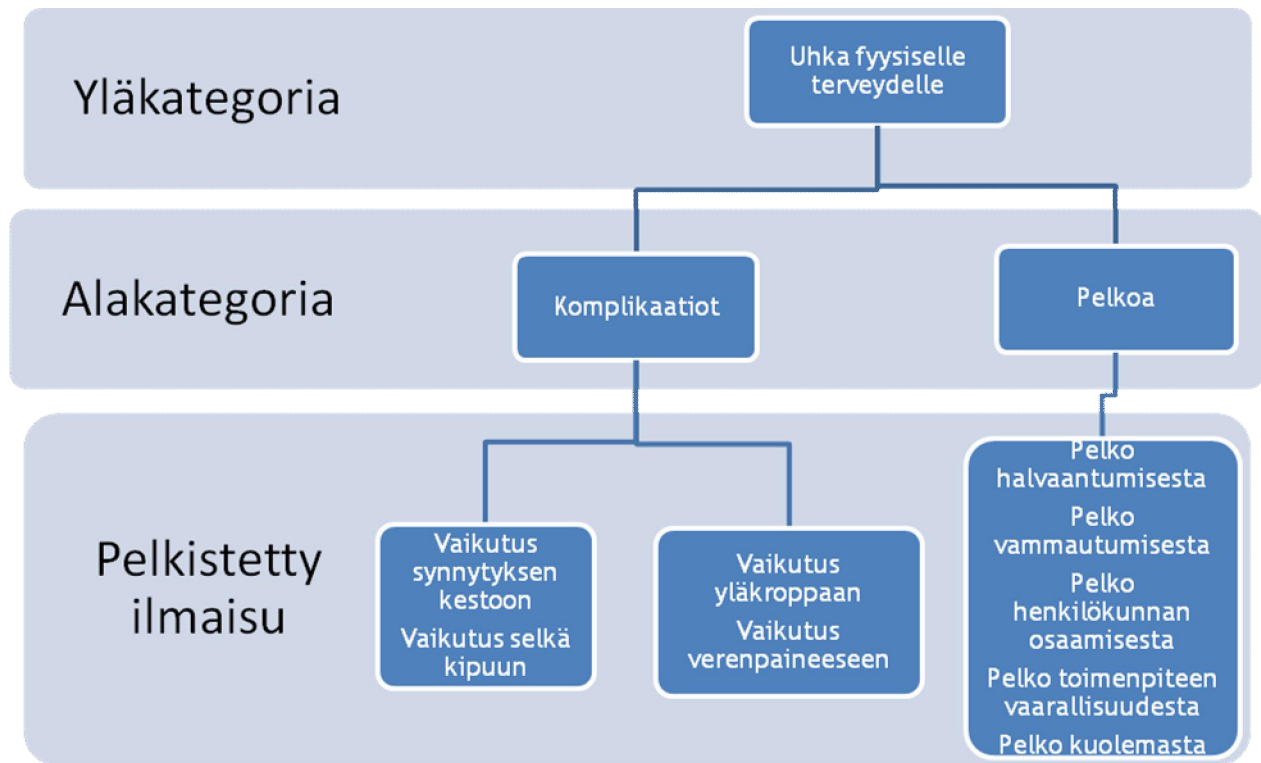 Yläkategoria
Uhka fyysiselle
terveydelle
Alakategoria
Komplikaatiot
Pelkoa
Pelkistetty
ilmaisu
Vaikutus
synnytyksen
kestoon
Vaikutus selkä
kipuun
Vaikutus
yläkroppaan
Vaikutus
verenpaineeseen
Pelko
halvaantumisesta
Pelko
vammautumisesta
Pelko
henkilökunnan
osaamisesta
Pelko toimenpiteen
vaarallisuudesta
Pelko kuolemasta